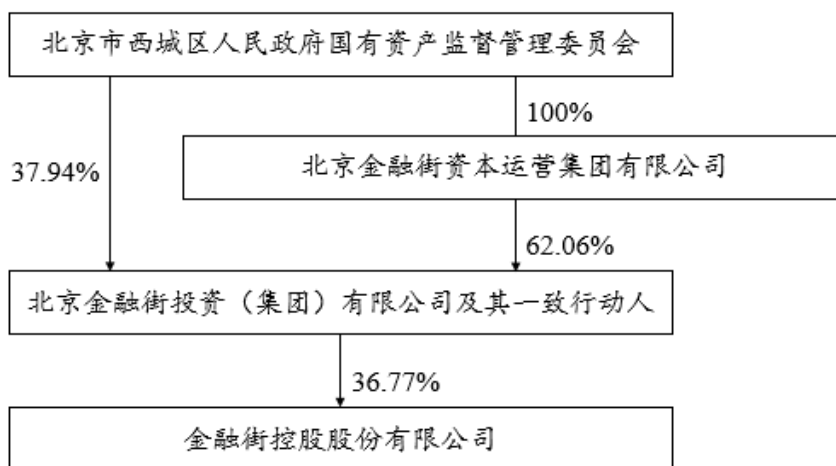 北京市西城区人民政府国有资产监督管理委员会
100%
37.94%
北京金融街资本运营集团有限公司
62.06%
北京金融街投资（集团）有限公司及其一致行动人
36.77%
金融街控股股份有限公司